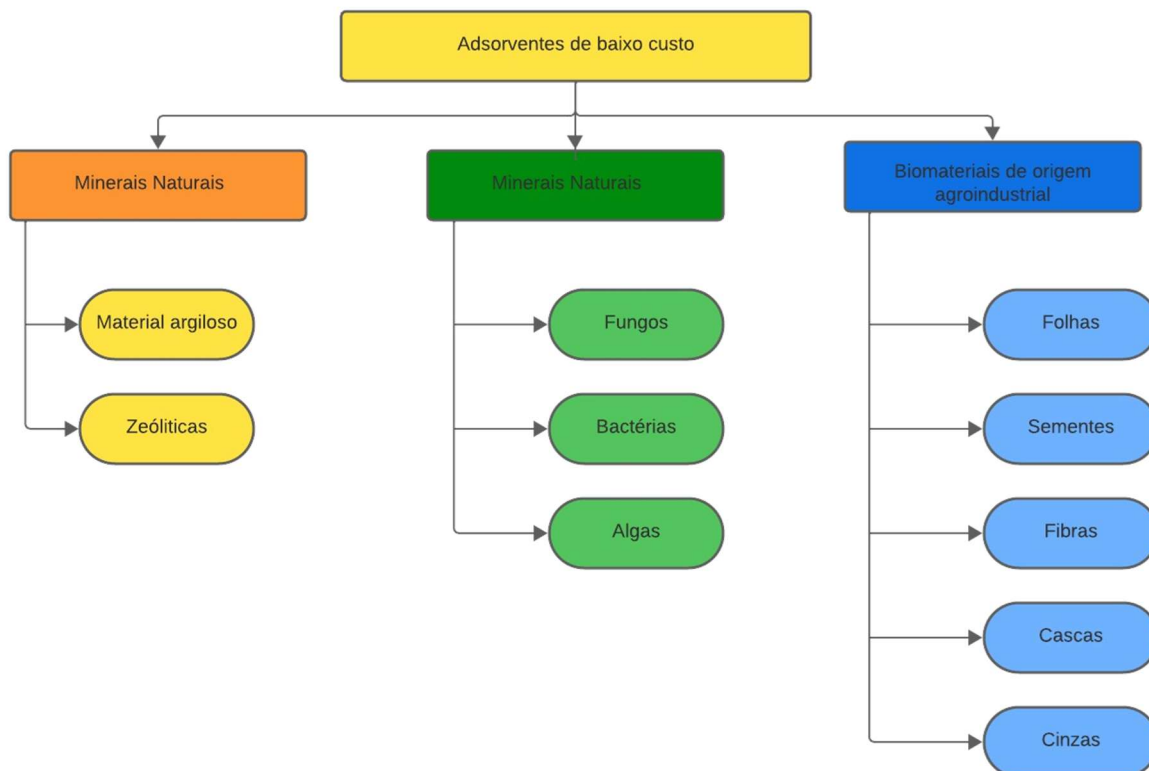 Adsorventes de baixo custo
Minerais Naturais
Material argiloso
Zeóliticas
Minerais Naturais
Fungos
Bactérias
Algas
Biomateriais de origem
agroindustrial
Folhas
Sementes
Fibras
Cascas
Cinzas